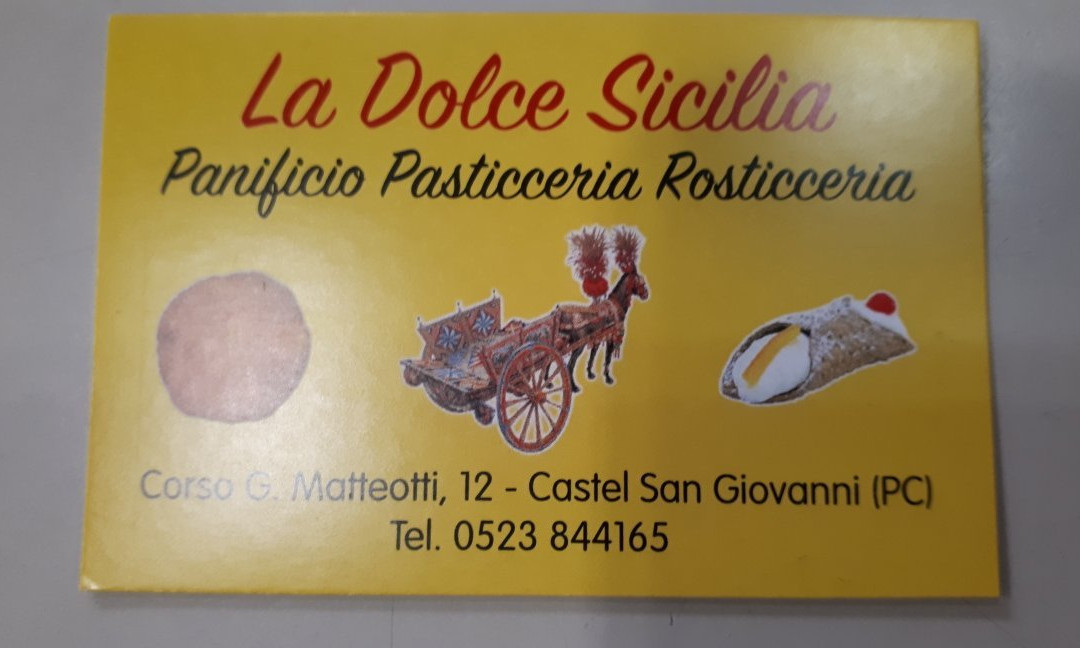 La Dolce Sicilia
Panificio Pasticceria Rosticceria
Corso G. Matteotti, 12 - Castel San Giovanni (PC)
Tel. 0523 844165